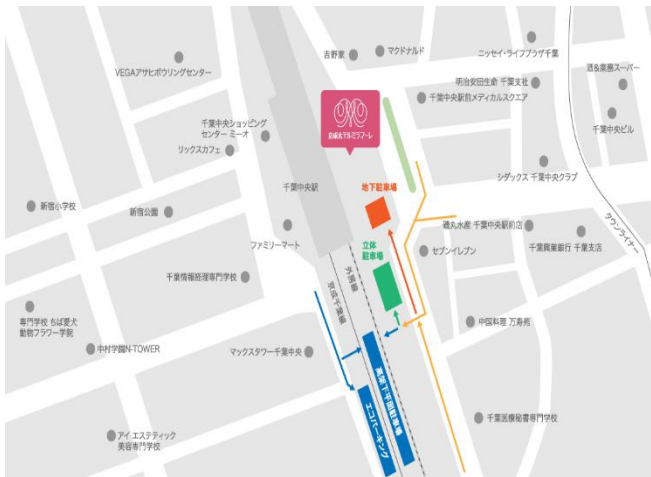 吉野家
マクドナルド
ニッセイ・ライフプラザ千葉
酒&業務スーパー
VEGAアサヒボウリングセンター
明治安田生命 千葉支社
千葉中央駅前メディカルスクエア
千葉中央ビル
京成ホテルミラマーレ
千葉中央ショッピング
センター ミーオ
リックスカフェ
シダックス 千葉中央クラブ
千葉中央駅
地下駐車場
新宿小学校
新宿公園
タウンライナー
磯丸水産 千葉中央駅前店
千葉興業銀行 千葉支店
ファミリーマート
立体
駐車場
セブンイレブン
外房線
京成千葉線
千葉情報経理専門学校
専門学校 ちば愛犬
動物フラワー学院
中国料理 万寿苑
中村学園N-TOWER
マックスタワー千葉中央
高架下平面駐車場
エコパーキング
千葉医療秘書専門学校
アイエステティック
美容専門学校